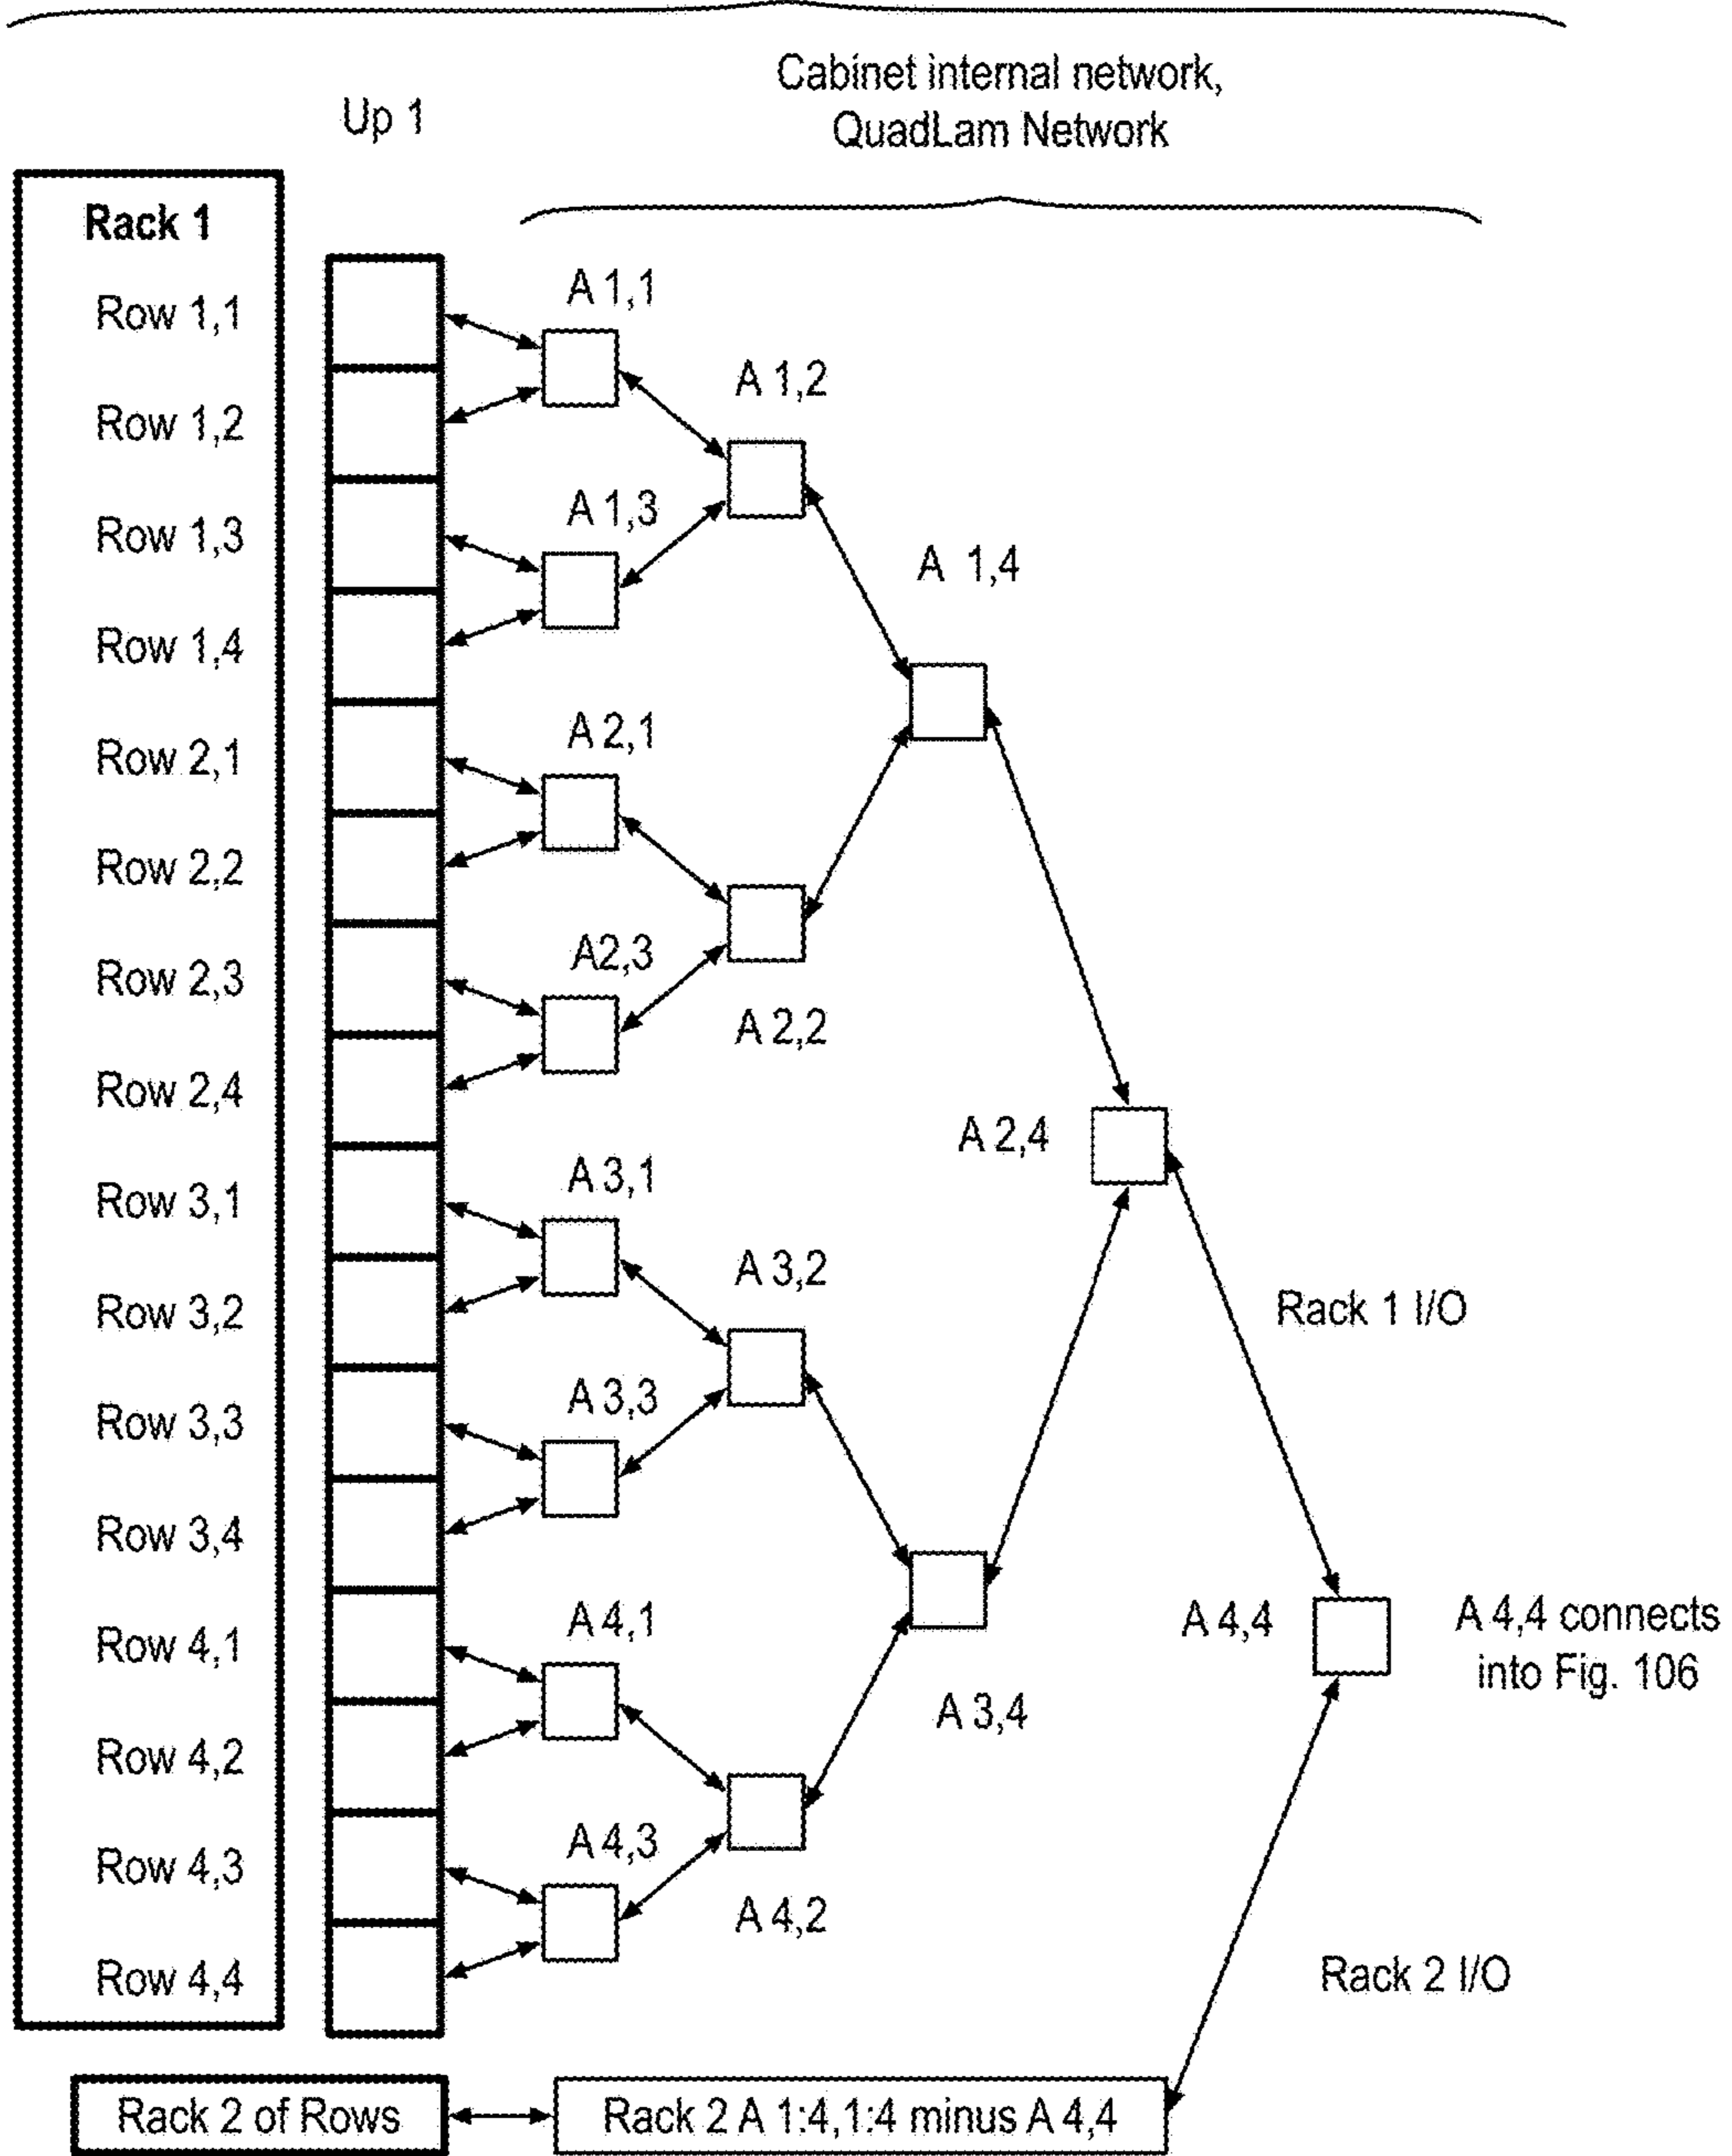 Cabinet internal network,
QuadLam Network
Up 1
Rack 1
Row 1,1
Row 1,2
Row 1,3
Row 1,4
Row 2,1
Row 2,2
Row 2,3
Row 2,4
Row 3,1
Row 3,2
Row 3,3
Row 3,4
Row 4,1
Row 4,2
Row 4,3
Row 4,4
A 1,1
A 1,2
A 1,3
A 1,4
A 2,1
A2,3
A 2,2
A 2,4
A 3,1
A 3,2
A 3,3
A 3,4
A 4,1
A 4,3
A 4,2
Rack 1 I/O
A 4,4
A 4,4 connects
into Fig. 106
Rack 2 I/O
Rack 2 of Rows
Rack 2 A 1:4,1:4 minus A 4,4